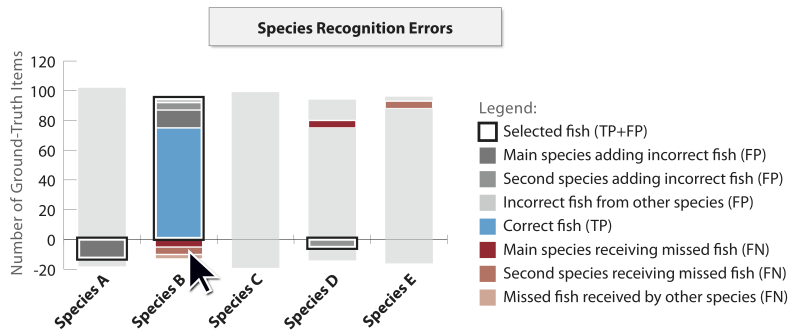 Species Recognition Errors
Number of Ground-Truth Items
120
100
80
60
40
20
0
-20
Species A
Species B
Species C
Species D
Species E
Legend:
Selected fish (TP+FP)
Main species adding incorrect fish (FP)
Second species adding incorrect fish (FP)
Incorrect fish from other species (FP)
Correct fish (TP)
Main species receiving missed fish (FN)
Second species receiving missed fish (FN)
Missed fish received by other species (FN)